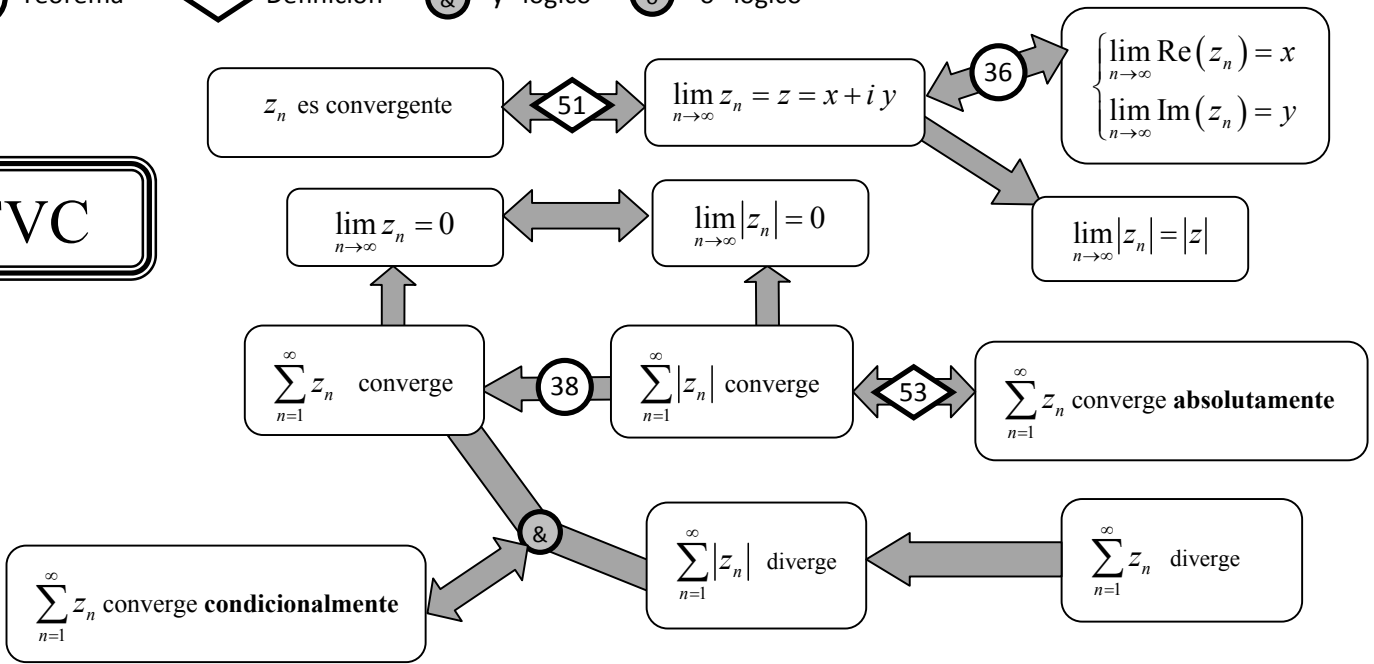 Teorema Definición & "y" lógico o "o" lógico
z_n es convergente
51
lim_{n→∞} z_n = z = x + i y
36
lim_{n→∞} Re(z_n) = x
lim_{n→∞} Im(z_n) = y
VC
lim_{n→∞} z_n = 0
lim_{n→∞} |z_n| = 0
lim_{n→∞} |z_n| = |z|
∑_{n=1}^{∞} z_n converge
38
∑_{n=1}^{∞} |z_n| converge
53
∑_{n=1}^{∞} z_n converge absolutamente
&
∑_{n=1}^{∞} z_n converge condicionalmente
∑_{n=1}^{∞} |z_n| diverge
∑_{n=1}^{∞} z_n diverge